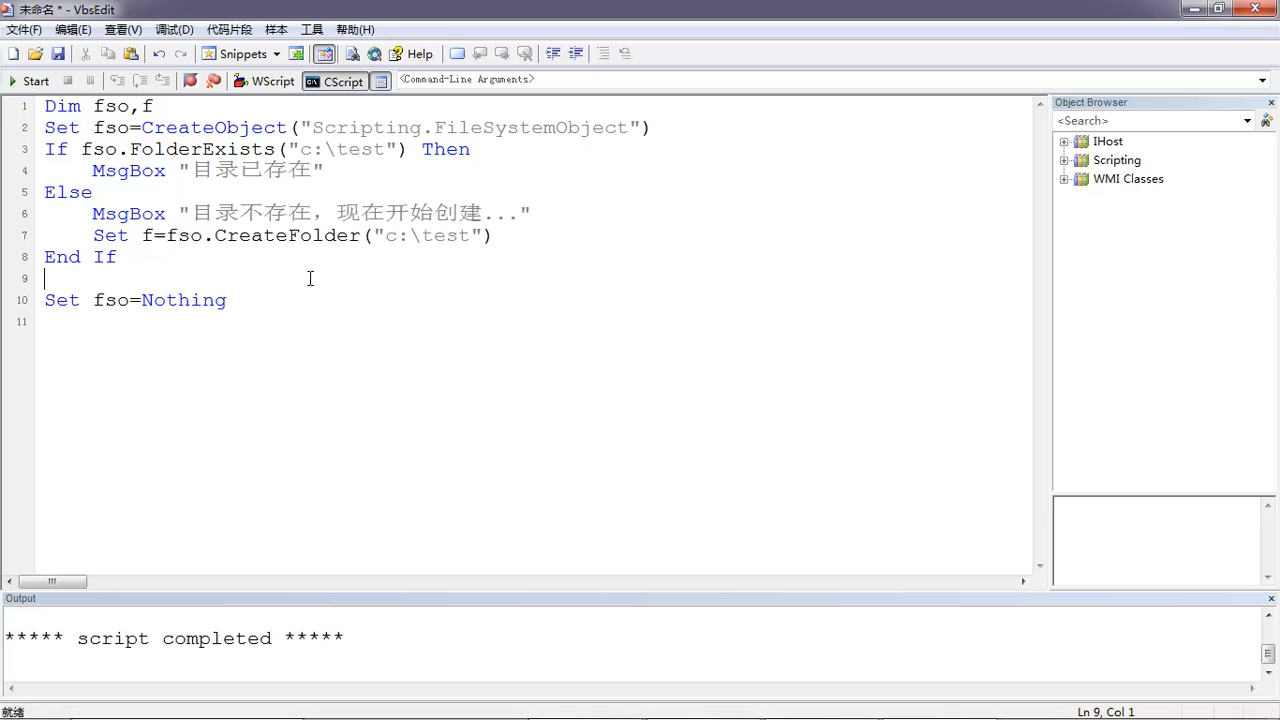 未命名 * - VbsEdit
文件(F) 编辑(E) 查看(V) 调试(D) 代码片段 样本 工具 帮助(H)
Snippets Help
Start WScript CScript <Command-Line Arguments>
1 Dim fso,f
2 Set fso=CreateObject("Scripting.FileSystemObject")
3 If fso.FolderExists("c:\test") Then
4 MsgBox "目录已存在"
5 Else
6 MsgBox "目录不存在，现在开始创建..."
7 Set f=fso.CreateFolder("c:\test")
8 End If
9
10 Set fso=Nothing
11
Object Browser
<Search>
IHost
Scripting
WMI Classes
Output
***** script completed *****
就绪 Ln 9, Col 1